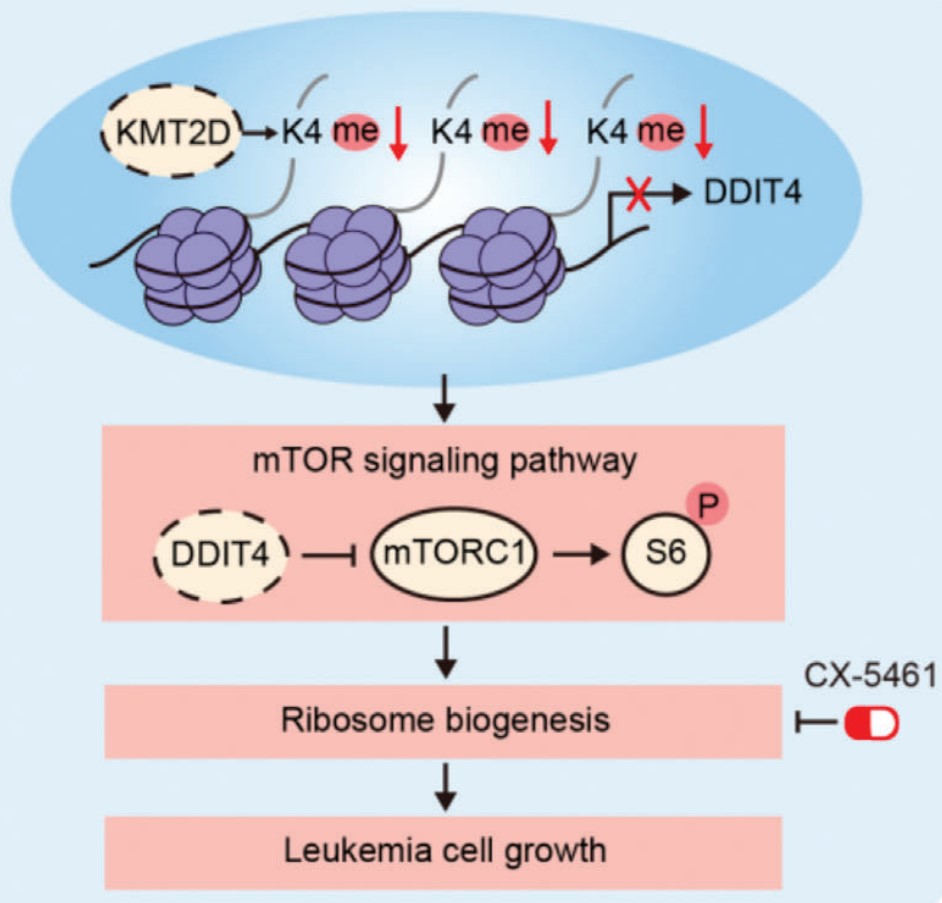 KMT2D K4 me K4 me K4 me
DDIT4
mTOR signaling pathway
P
DDIT4 mTORC1 S6
CX-5461
Ribosome biogenesis
Leukemia cell growth